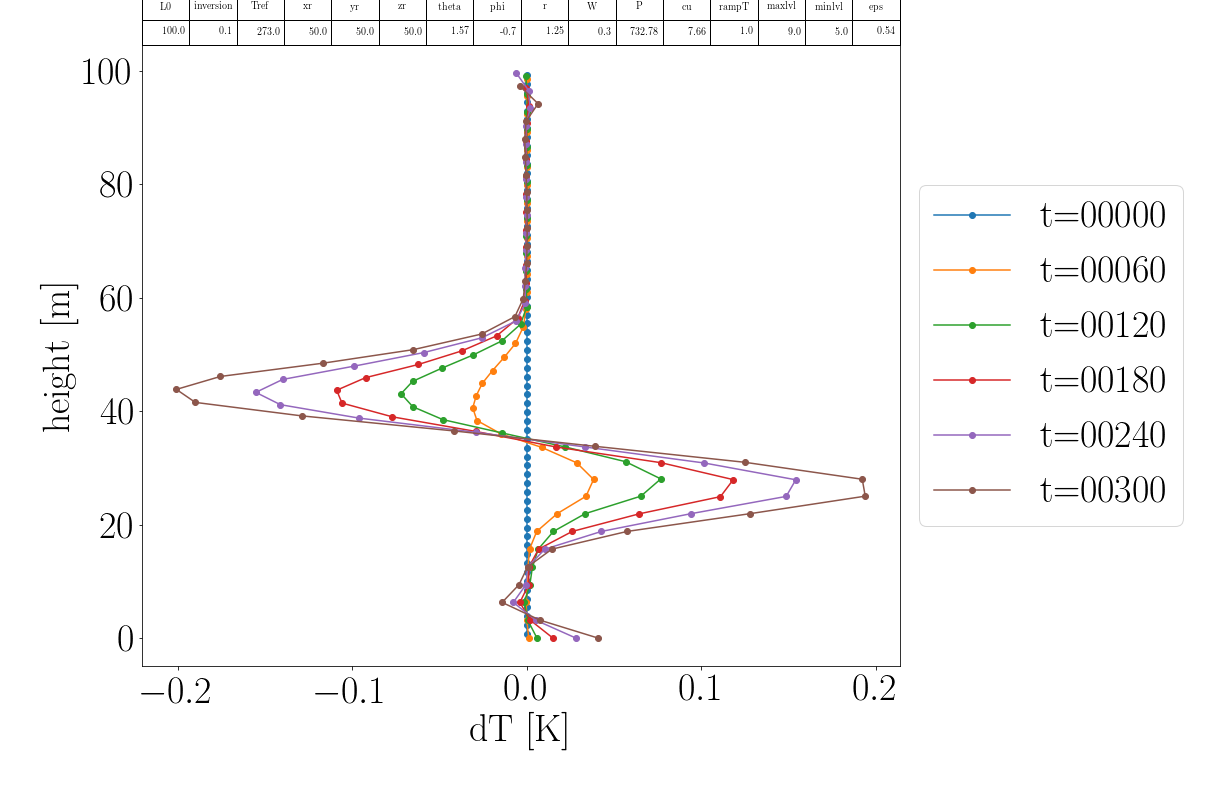 L0 inversion Tref xr yr zr theta phi r W P cu rampT maxlvl minlvl eps
100.0 0.1 273.0 50.0 50.0 50.0 1.57 -0.7 1.25 0.3 732.78 7.66 1.0 9.0 5.0 0.54
100
80
60
40
20
0
height [m]
−0.2 −0.1 0.0 0.1 0.2
dT [K]
t=00000
t=00060
t=00120
t=00180
t=00240
t=00300